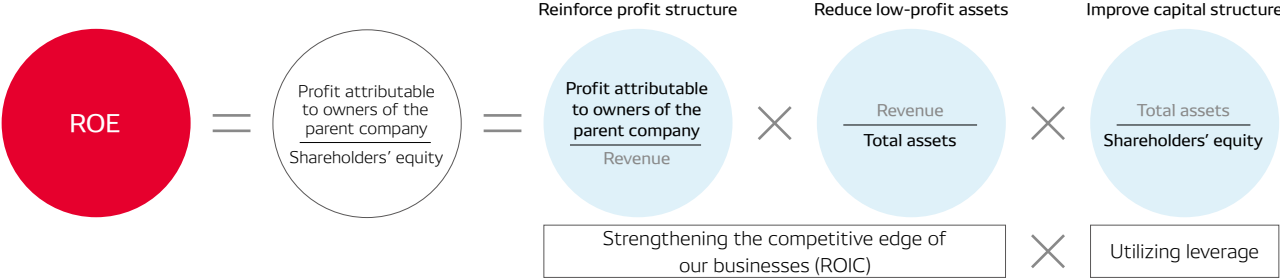 Reinforce profit structure
Reduce low-profit assets
Improve capital structure
ROE
=
Profit attributable
to owners of the
parent company
Shareholders’ equity
=
Profit attributable
to owners of the
parent company
Revenue
×
Revenue
Total assets
×
Total assets
Shareholders’ equity
Strengthening the competitive edge of
our businesses (ROIC)
×
Utilizing leverage